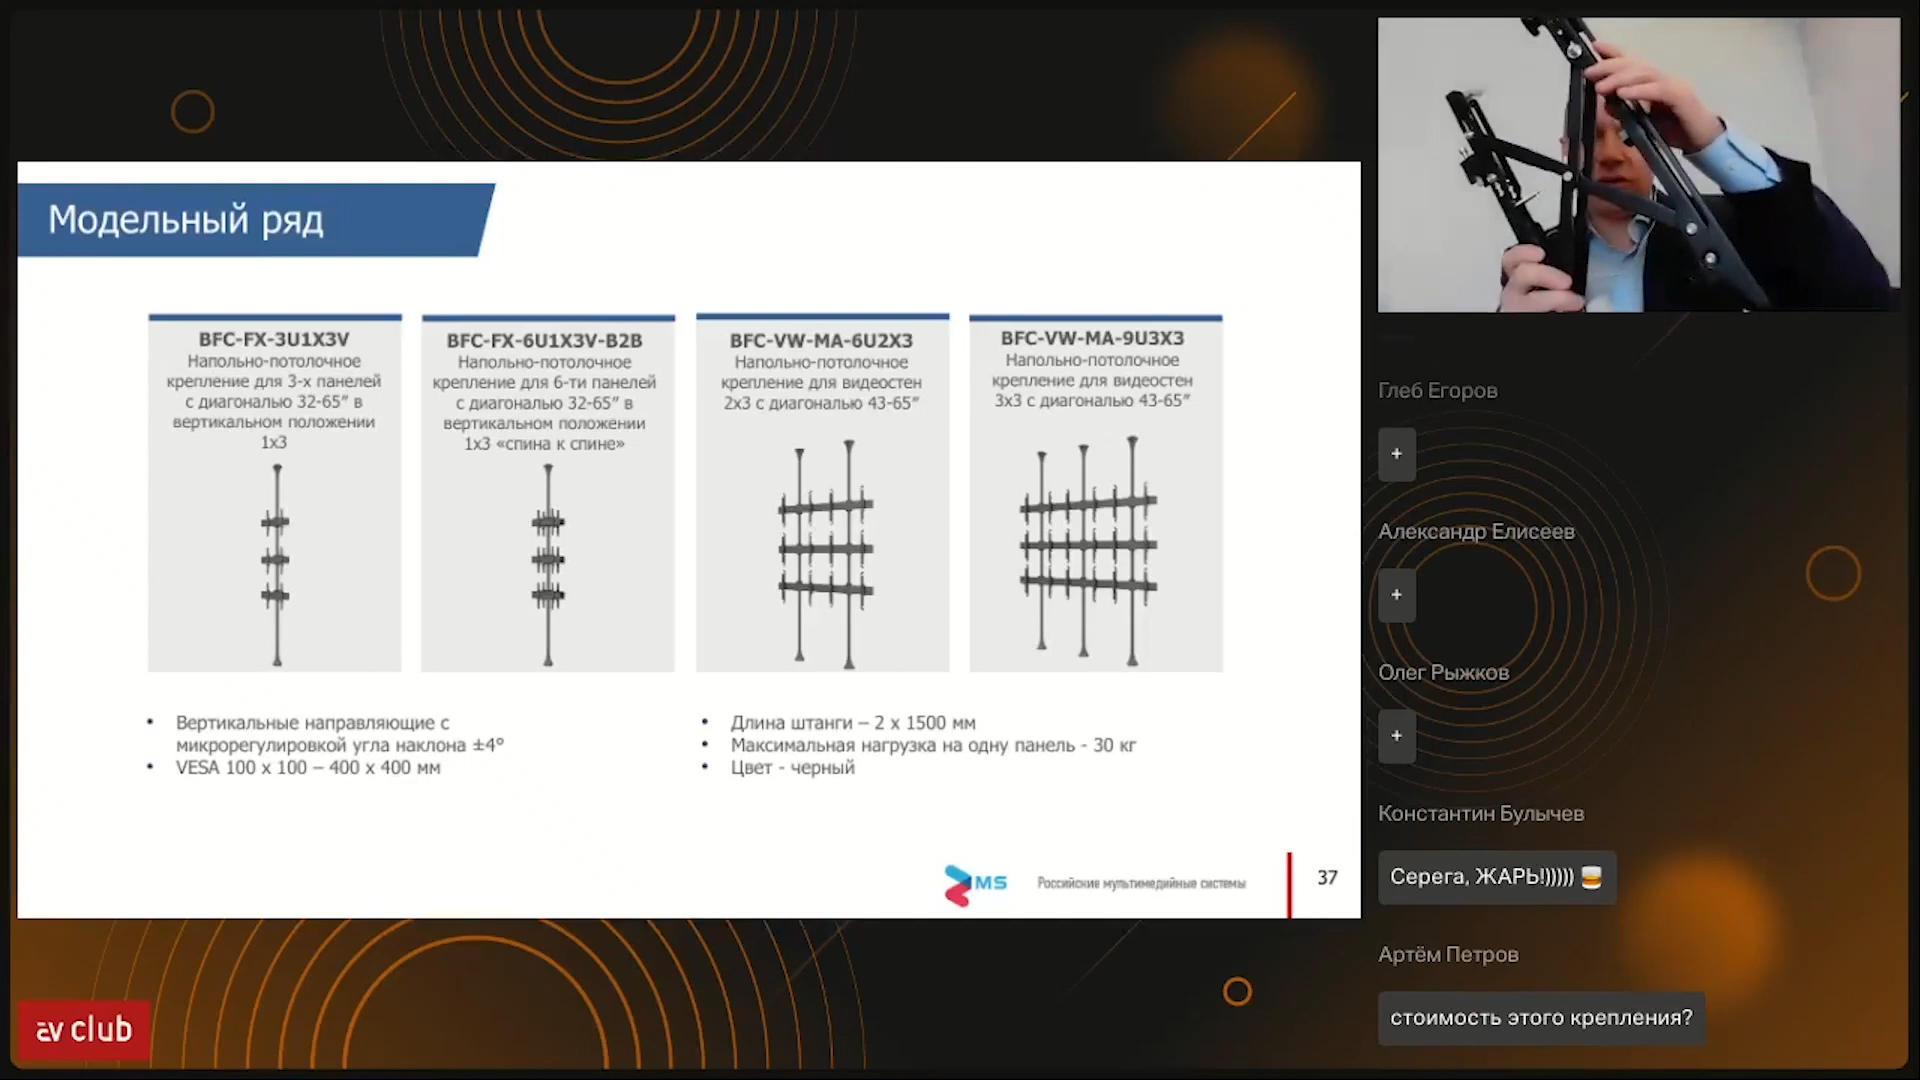 Модельный ряд
BFC-FX-3U1X3V
Напольно-потолочное
крепление для 3-х панелей
с диагональю 32-65” в
вертикальном положении
1х3
BFC-FX-6U1X3V-B2B
Напольно-потолочное
крепление для 6-ти панелей
с диагональю 32-65” в
вертикальном положении
1х3 «спина к спине»
BFC-VW-MA-6U2X3
Напольно-потолочное
крепление для видеостен
2х3 с диагональю 43-65”
BFC-VW-MA-9U3X3
Напольно-потолочное
крепление для видеостен
3х3 с диагональю 43-65”
• Вертикальные направляющие с
микрорегулировкой угла наклона ±4°
• VESA 100 x 100 – 400 x 400 мм
• Длина штанги – 2 х 1500 мм
• Максимальная нагрузка на одну панель - 30 кг
• Цвет - черный
MS
Российские мультимедийные системы
37
av club
Глеб Егоров
+
Александр Елисеев
+
Олег Рыжков
+
Константин Булычев
Серега, ЖАРЬ!))))) 🥃
Артём Петров
стоимость этого крепления?